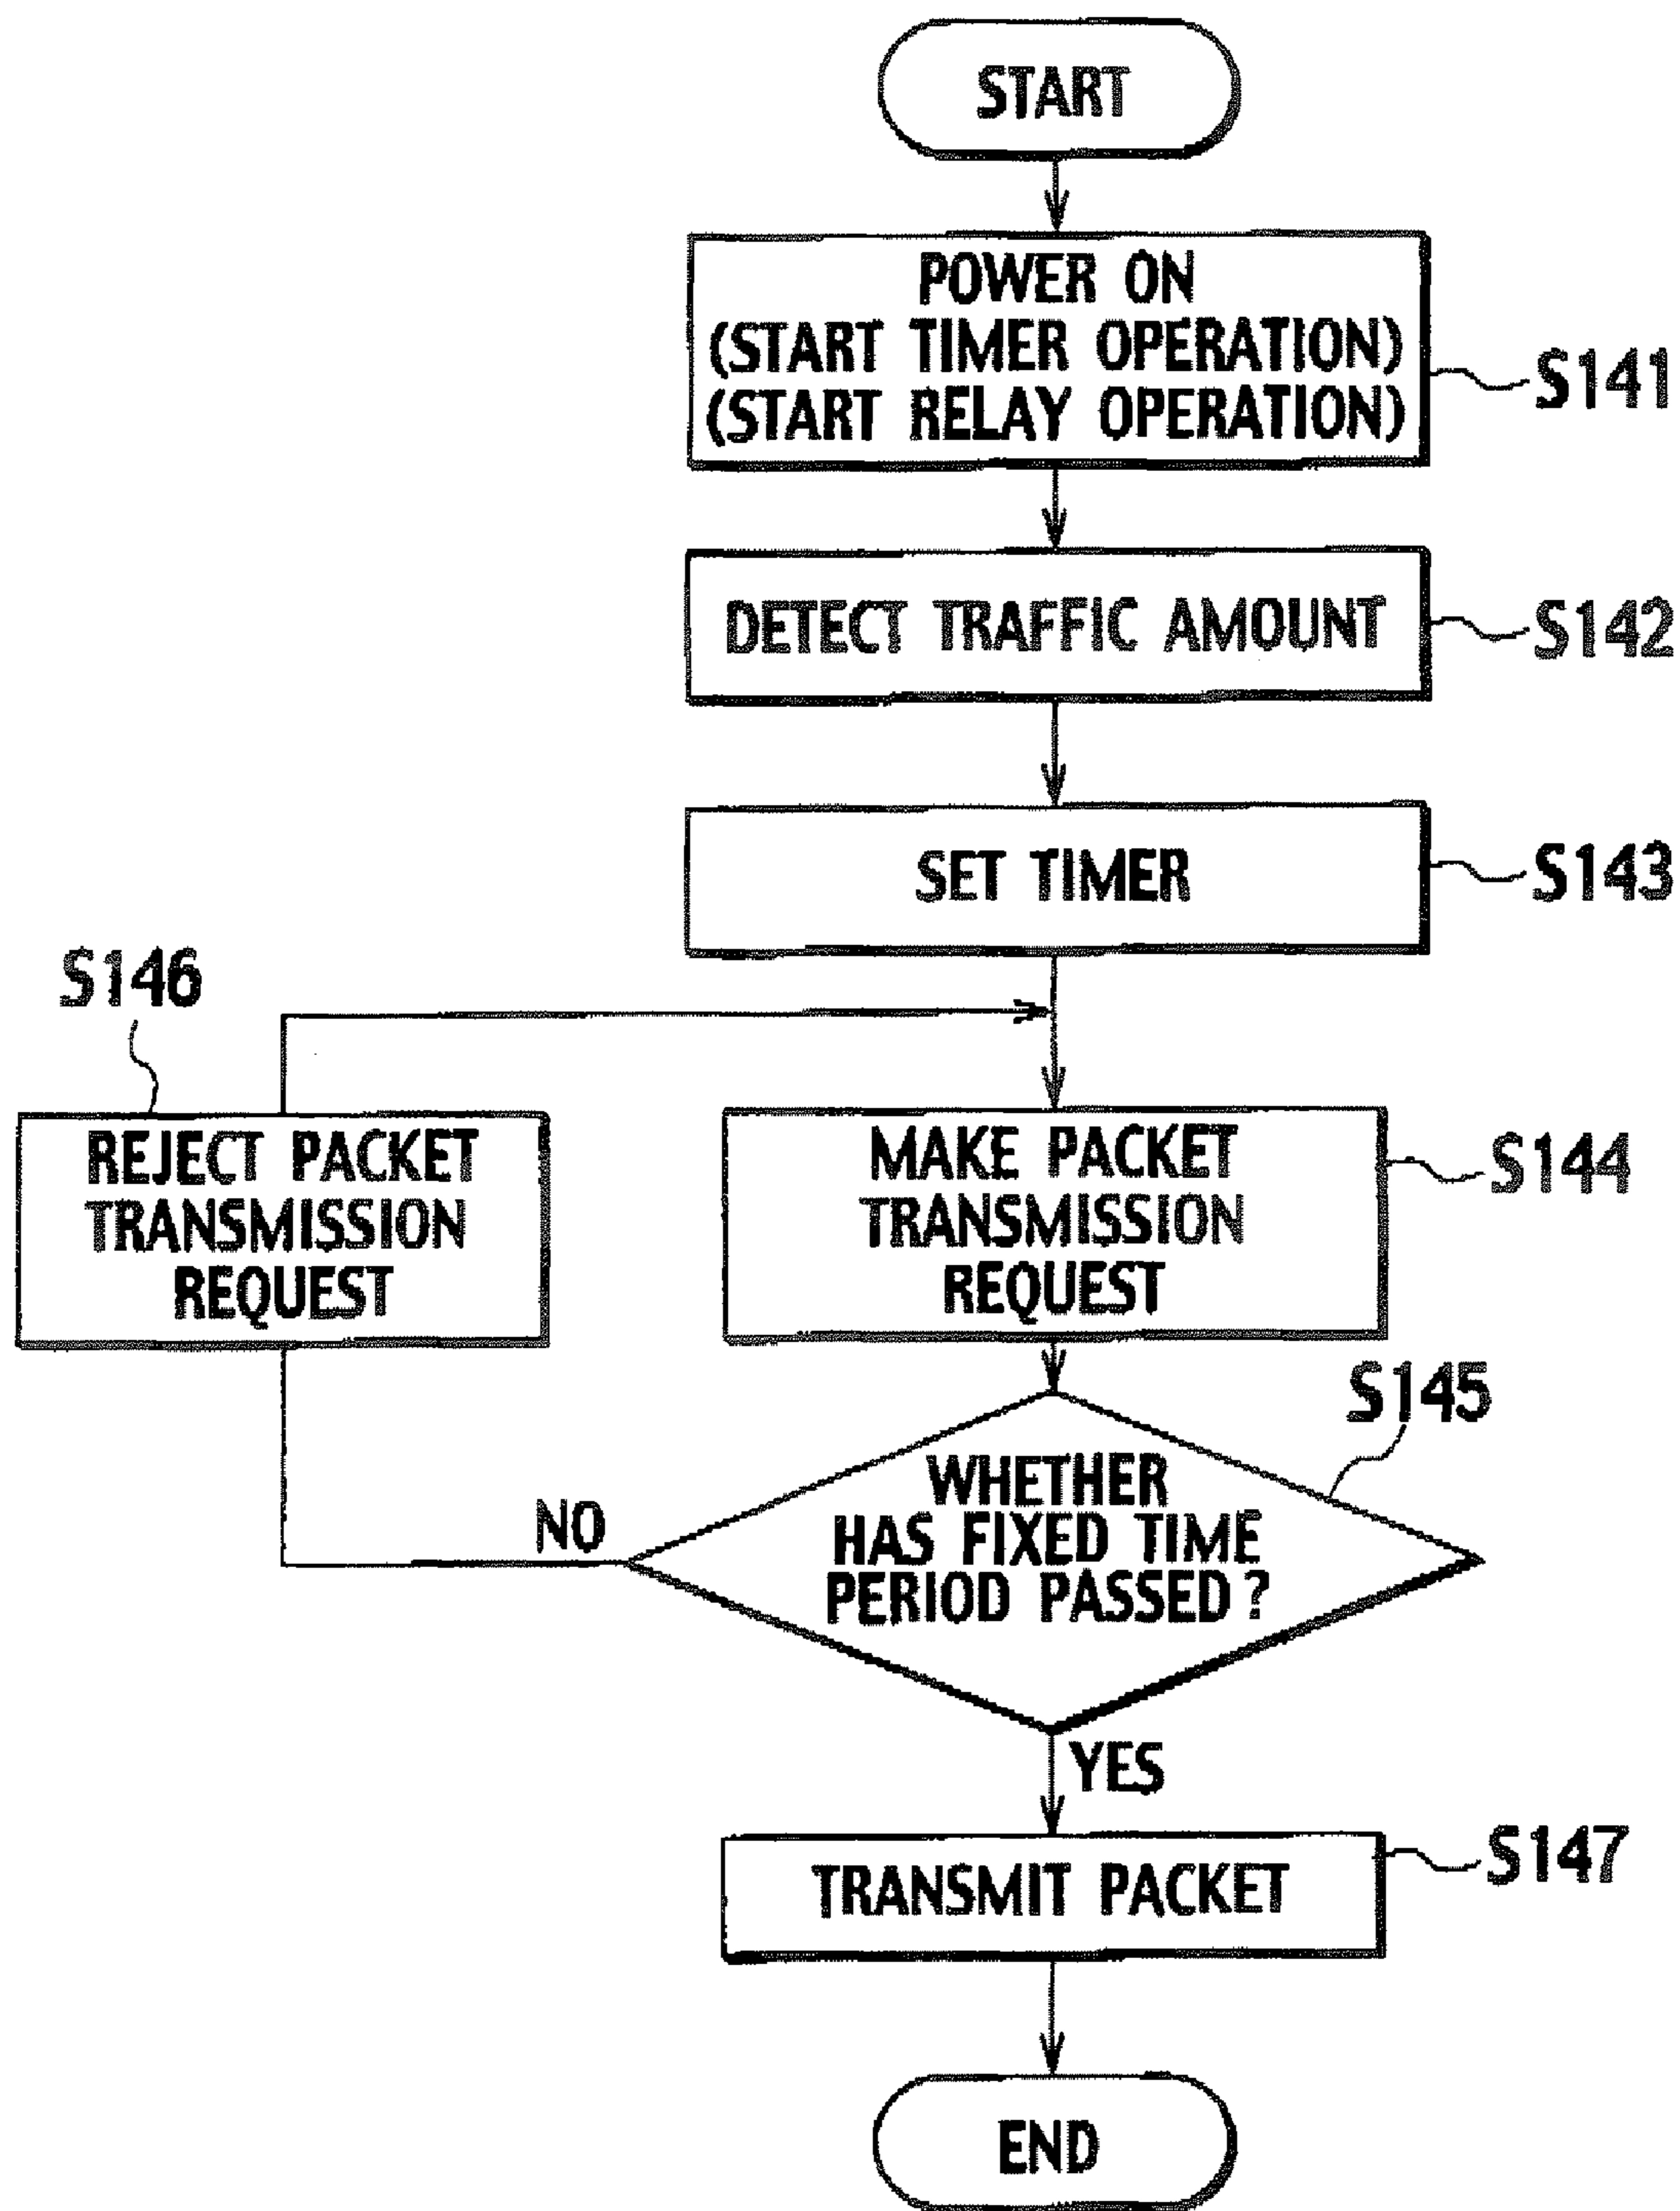 START
POWER ON
(START TIMER OPERATION)
(START RELAY OPERATION)
S141
DETECT TRAFFIC AMOUNT
S142
SET TIMER
S143
S146
REJECT PACKET
TRANSMISSION
REQUEST
MAKE PACKET
TRANSMISSION
REQUEST
S144
S145
WHETHER
HAS FIXED TIME
PERIOD PASSED?
NO
YES
TRANSMIT PACKET
S147
END